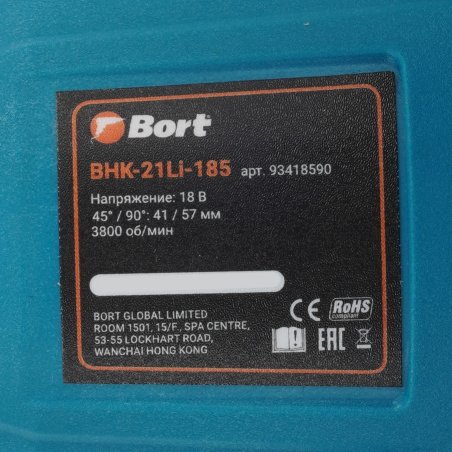 Bort
BHK-21Li-185 арт. 93418590
Напряжение: 18 В
45° / 90°: 41 / 57 мм
3800 об/мин
BORT GLOBAL LIMITED
ROOM 1501, 15/F., SPA CENTRE,
53-55 LOCKHART ROAD,
WANCHAI HONG KONG
CE RoHS
compliant
EAC